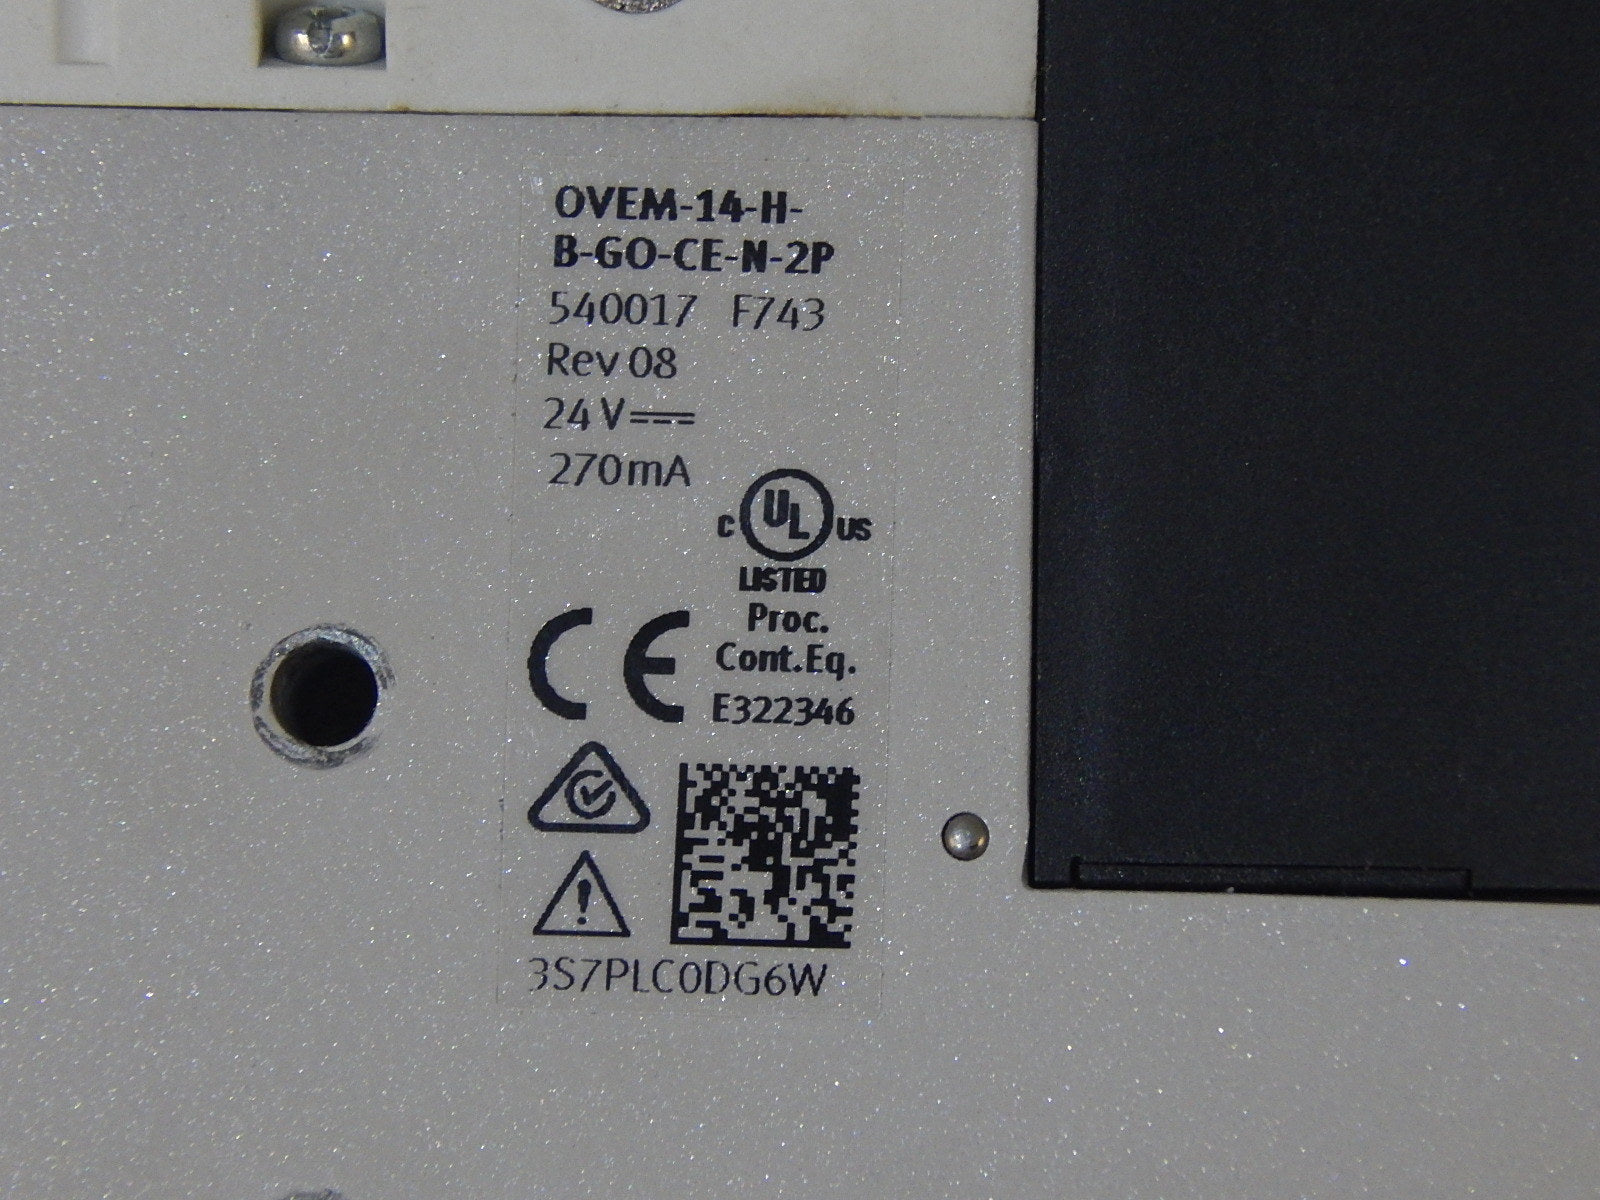 OVEM-14-H-
B-GO-CE-N-2P
540017 F743
Rev 08
24 V
270mA
C UL US
LISTED
Proc.
Cont.Eq.
CE E322346
3S7PLC0DG6W